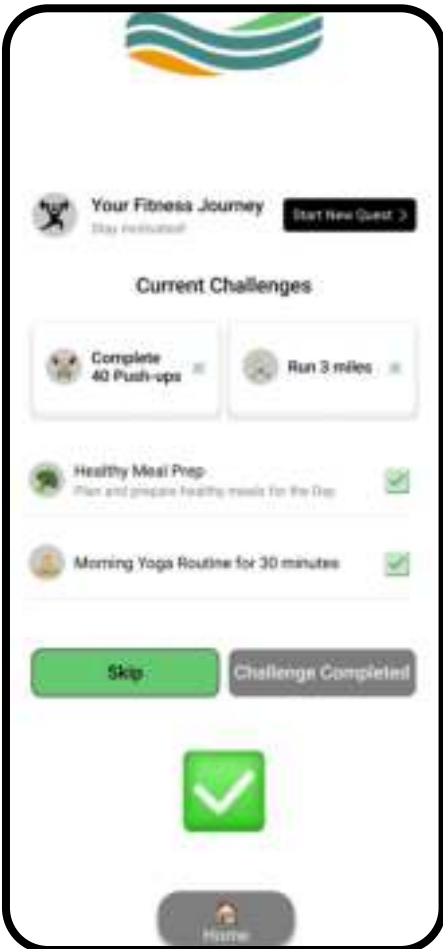 Your Fitness Journey
Stay motivated!
Start New Quest >
Current Challenges
Complete
40 Push-ups
Run 3 miles
Healthy Meal Prep
Plan and prepare healthy meals for the Day
Morning Yoga Routine for 30 minutes
Skip
Challenge Completed
Home